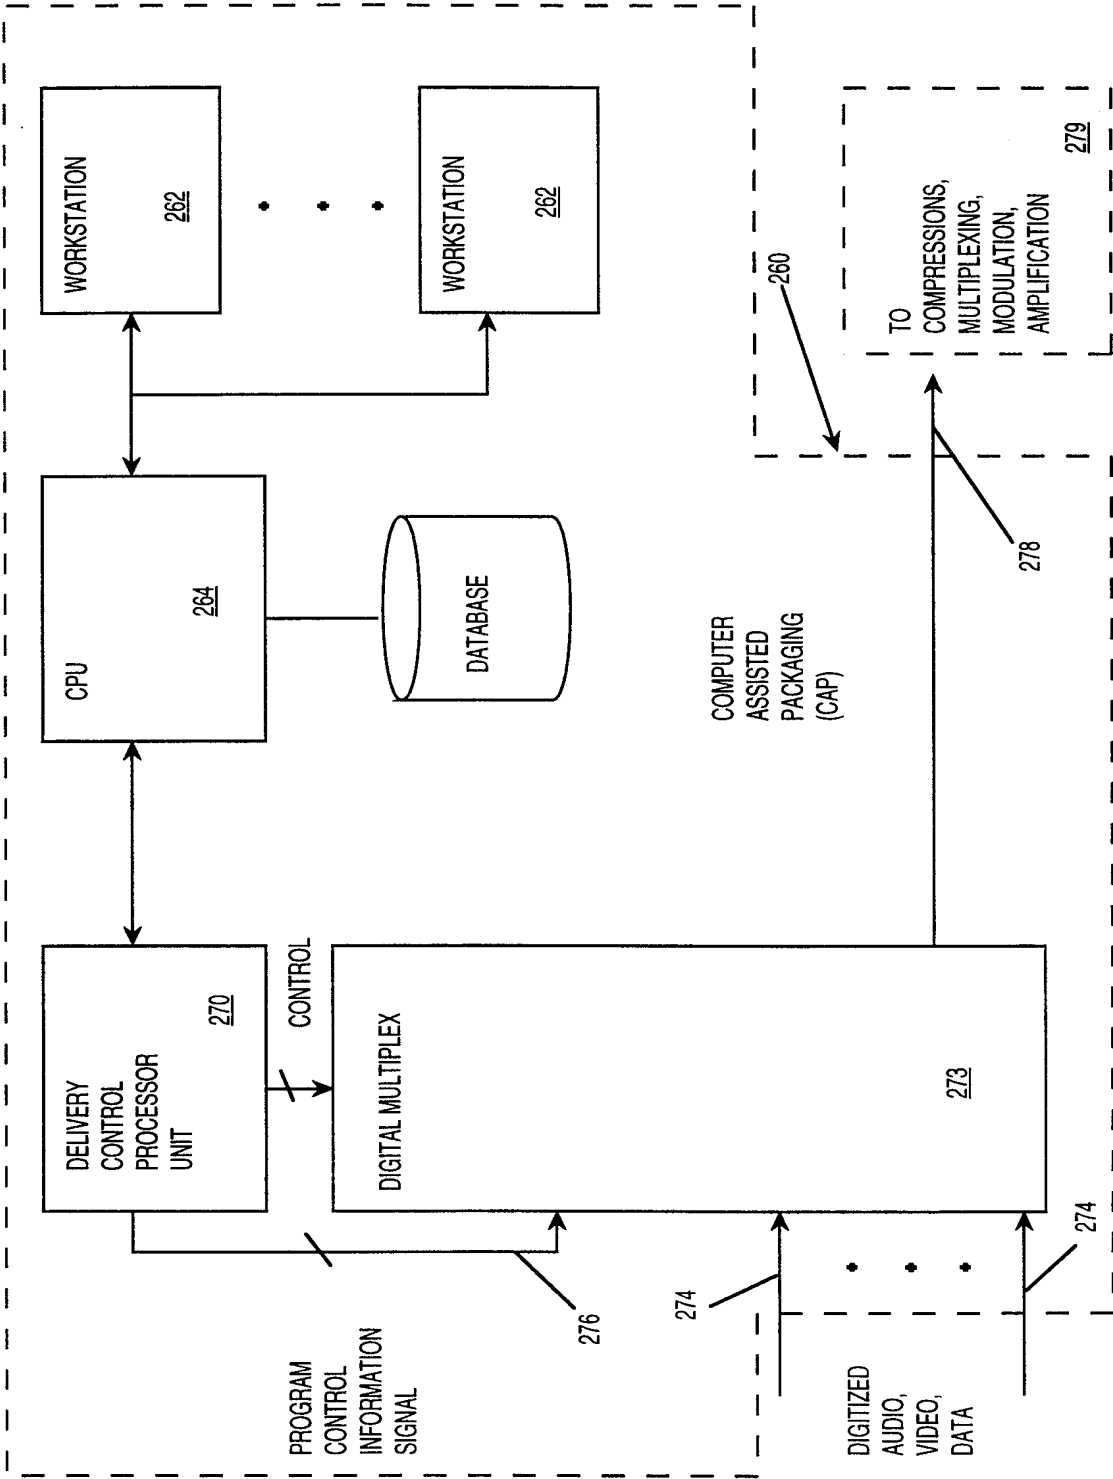 PROGRAM
CONTROL
INFORMATION
SIGNAL
276
DELIVERY
CONTROL
PROCESSOR
UNIT
270
CONTROL
CPU
264
DATABASE
WORKSTATION
262
WORKSTATION
262
DIGITAL MULTIPLEX
273
DIGITIZED
AUDIO,
VIDEO,
DATA
274
274
COMPUTER
ASSISTED
PACKAGING
(CAP)
260
278
TO
COMPRESSIONS,
MULTIPLEXING,
MODULATION,
AMPLIFICATION
279